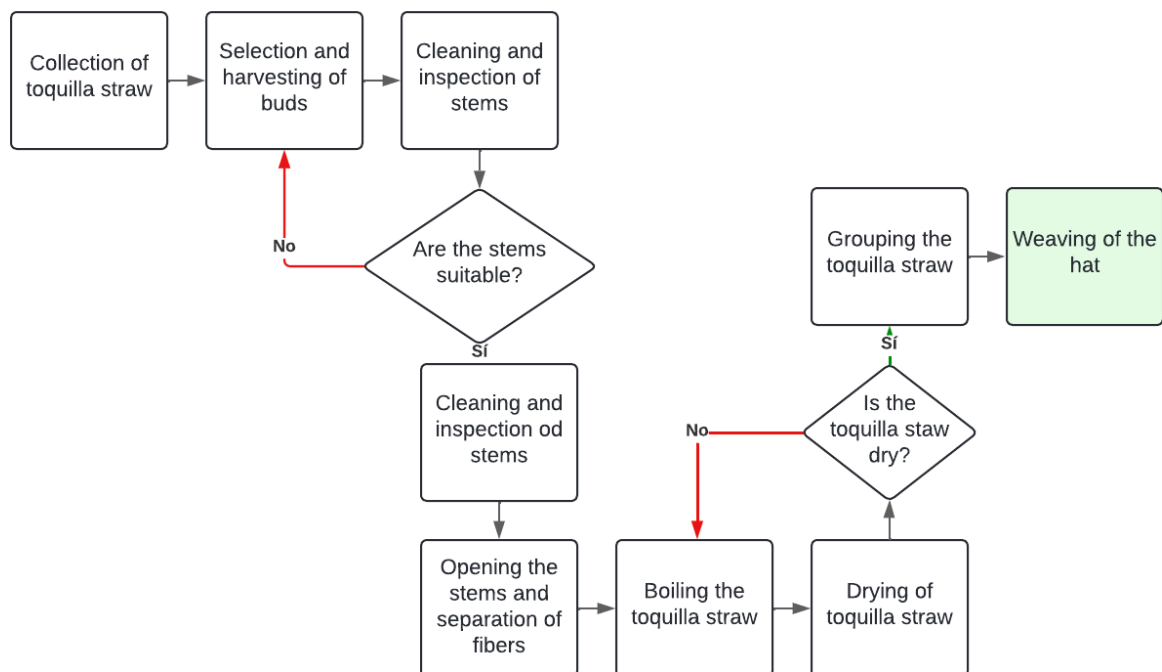 Collection of
toquilla straw
Selection and
harvesting of
buds
Cleaning and
inspection of
stems
No
Are the stems
suitable?
Sí
Cleaning and
inspection od
stems
Opening the
stems and
separation of
fibers
Boiling the
toquilla straw
Drying of
toquilla straw
No
Is the
toquilla staw
dry?
Sí
Grouping the
toquilla straw
Weaving of the
hat